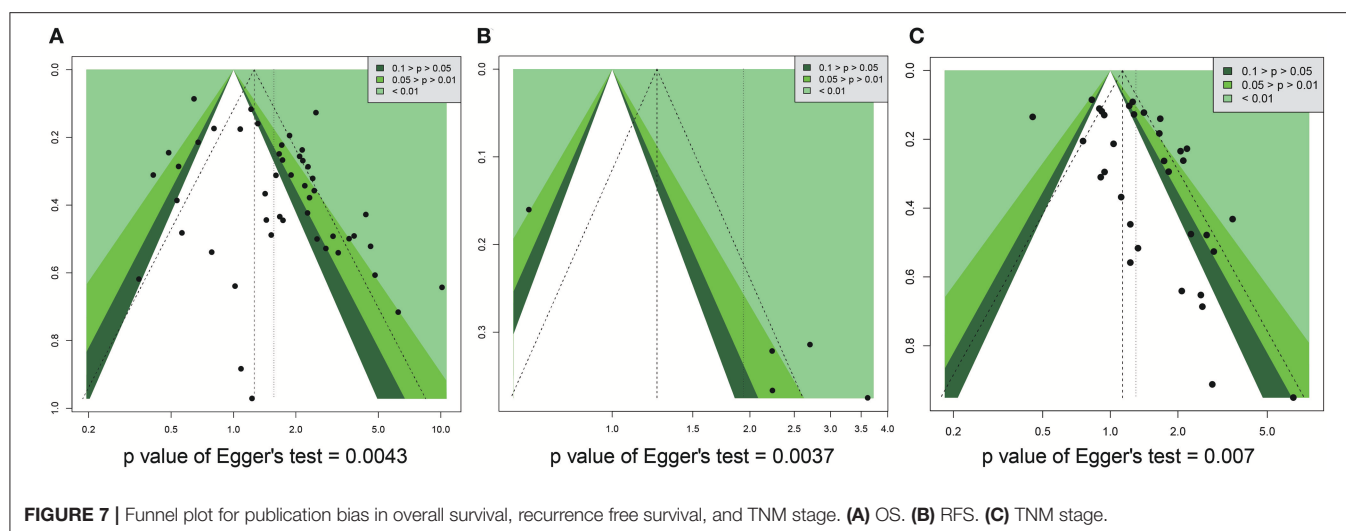 A
0.1 > p > 0.05
0.05 > p > 0.01
< 0.01
0.0
0.2
0.4
0.6
0.8
1.0
0.2 0.5 1.0 2.0 5.0 10.0
p value of Egger's test = 0.0043
B
0.1 > p > 0.05
0.05 > p > 0.01
< 0.01
0.0
0.1
0.2
0.3
1.0 1.5 2.0 2.5 3.0 3.5 4.0
p value of Egger's test = 0.0037
C
0.1 > p > 0.05
0.05 > p > 0.01
< 0.01
0.0
0.2
0.4
0.6
0.8
0.2 0.5 1.0 2.0 5.0
p value of Egger's test = 0.007
FIGURE 7 | Funnel plot for publication bias in overall survival, recurrence free survival, and TNM stage. (A) OS. (B) RFS. (C) TNM stage.